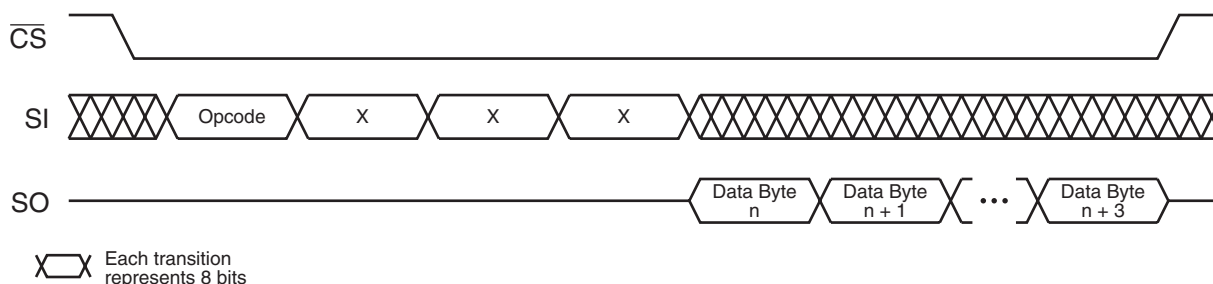 CS
SI
Opcode
X
X
X
SO
Data Byte
n
Data Byte
n + 1
•••
Data Byte
n + 3
Each transition
represents 8 bits